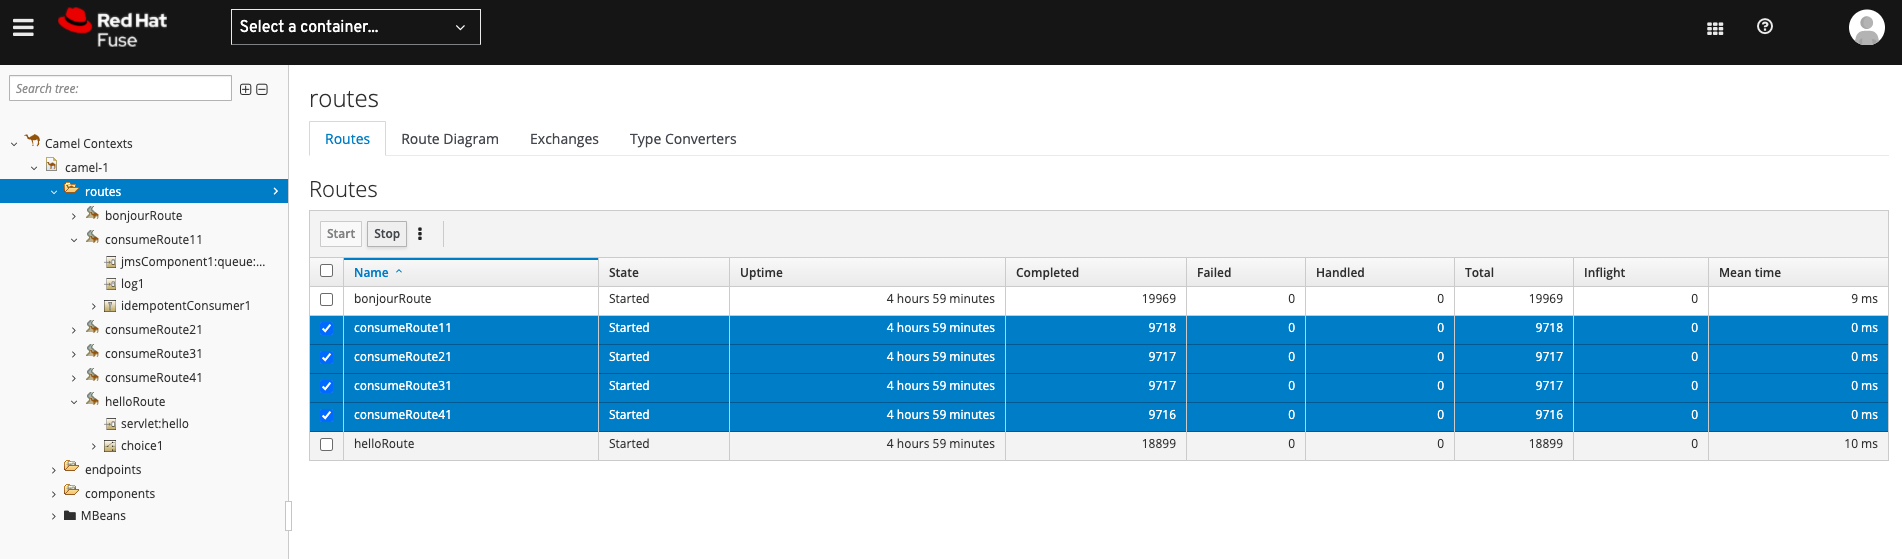 Red Hat
Fuse
Select a container...
Search tree:
Camel Contexts
camel-1
routes
bonjourRoute
consumeRoute11
jmsComponent1:queue:...
log1
idempotentConsumer1
consumeRoute21
consumeRoute31
consumeRoute41
helloRoute
servlet:hello
choice1
endpoints
components
MBeans
routes
Routes Route Diagram Exchanges Type Converters
Routes
Start Stop
Name State Uptime Completed Failed Handled Total Inflight Mean time
bonjourRoute Started 4 hours 59 minutes 19969 0 0 19969 0 9 ms
consumeRoute11 Started 4 hours 59 minutes 9718 0 0 9718 0 0 ms
consumeRoute21 Started 4 hours 59 minutes 9717 0 0 9717 0 0 ms
consumeRoute31 Started 4 hours 59 minutes 9717 0 0 9717 0 0 ms
consumeRoute41 Started 4 hours 59 minutes 9716 0 0 9716 0 0 ms
helloRoute Started 4 hours 59 minutes 18899 0 0 18899 0 10 ms